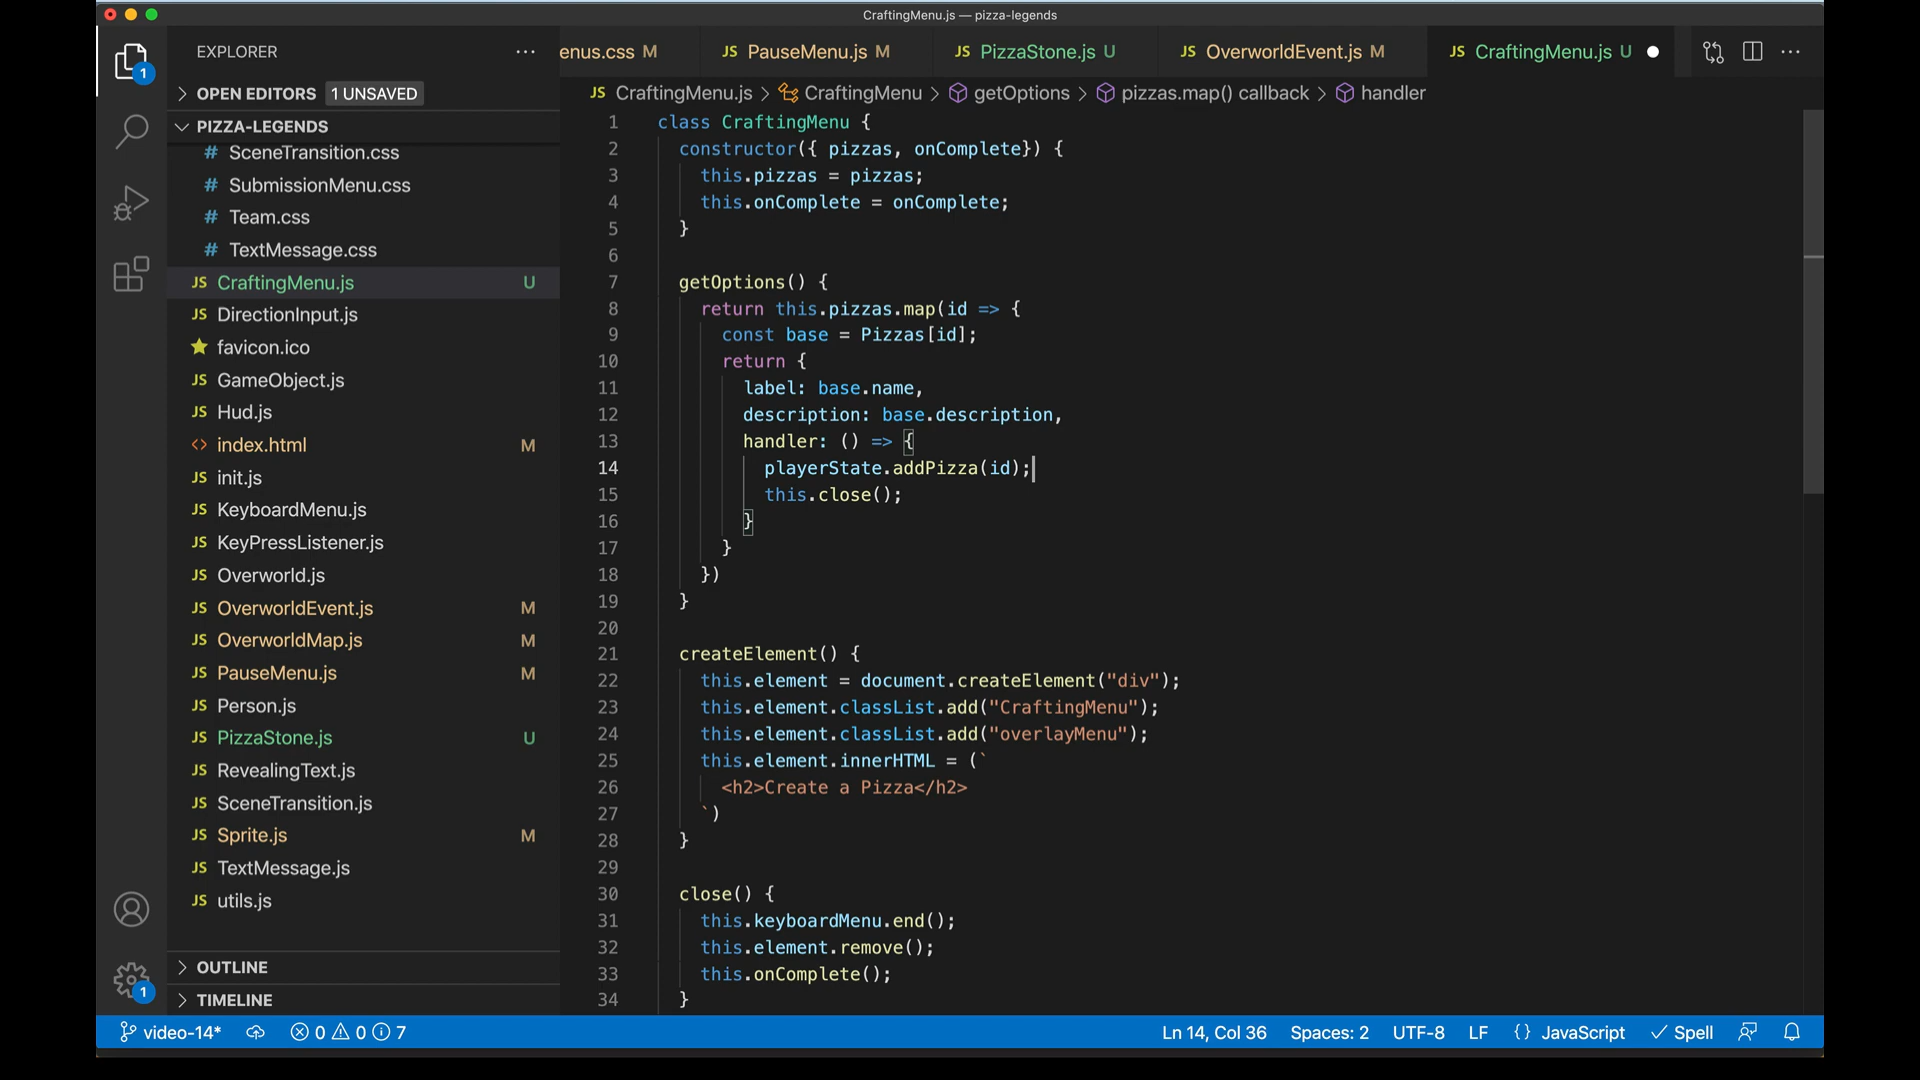 CraftingMenu.js — pizza-legends
EXPLORER
enus.css M
JS PauseMenu.js M
JS PizzaStone.js U
JS OverworldEvent.js M
JS CraftingMenu.js U
1
OPEN EDITORS 1 UNSAVED
JS CraftingMenu.js > CraftingMenu > getOptions > pizzas.map() callback > handler
PIZZA-LEGENDS
# SceneTransition.css
# SubmissionMenu.css
# Team.css
# TextMessage.css
JS CraftingMenu.js U
JS DirectionInput.js
favicon.ico
JS GameObject.js
JS Hud.js
<> index.html M
JS init.js
JS KeyboardMenu.js
JS KeyPressListener.js
JS Overworld.js
JS OverworldEvent.js M
JS OverworldMap.js M
JS PauseMenu.js M
JS Person.js
JS PizzaStone.js U
JS RevealingText.js
JS SceneTransition.js
JS Sprite.js M
JS TextMessage.js
JS utils.js
OUTLINE
TIMELINE
1
1 class CraftingMenu {
2 constructor({ pizzas, onComplete}) {
3 this.pizzas = pizzas;
4 this.onComplete = onComplete;
5 }
6
7 getOptions() {
8 return this.pizzas.map(id => {
9 const base = Pizzas[id];
10 return {
11 label: base.name,
12 description: base.description,
13 handler: () => {
14 playerState.addPizza(id);
15 this.close();
16 }
17 }
18 })
19 }
20
21 createElement() {
22 this.element = document.createElement("div");
23 this.element.classList.add("CraftingMenu");
24 this.element.classList.add("overlayMenu");
25 this.element.innerHTML = (`
26 <h2>Create a Pizza</h2>
27 `)
28 }
29
30 close() {
31 this.keyboardMenu.end();
32 this.element.remove();
33 this.onComplete();
34 }
video-14* 0 0 7 Ln 14, Col 36 Spaces: 2 UTF-8 LF {} JavaScript Spell